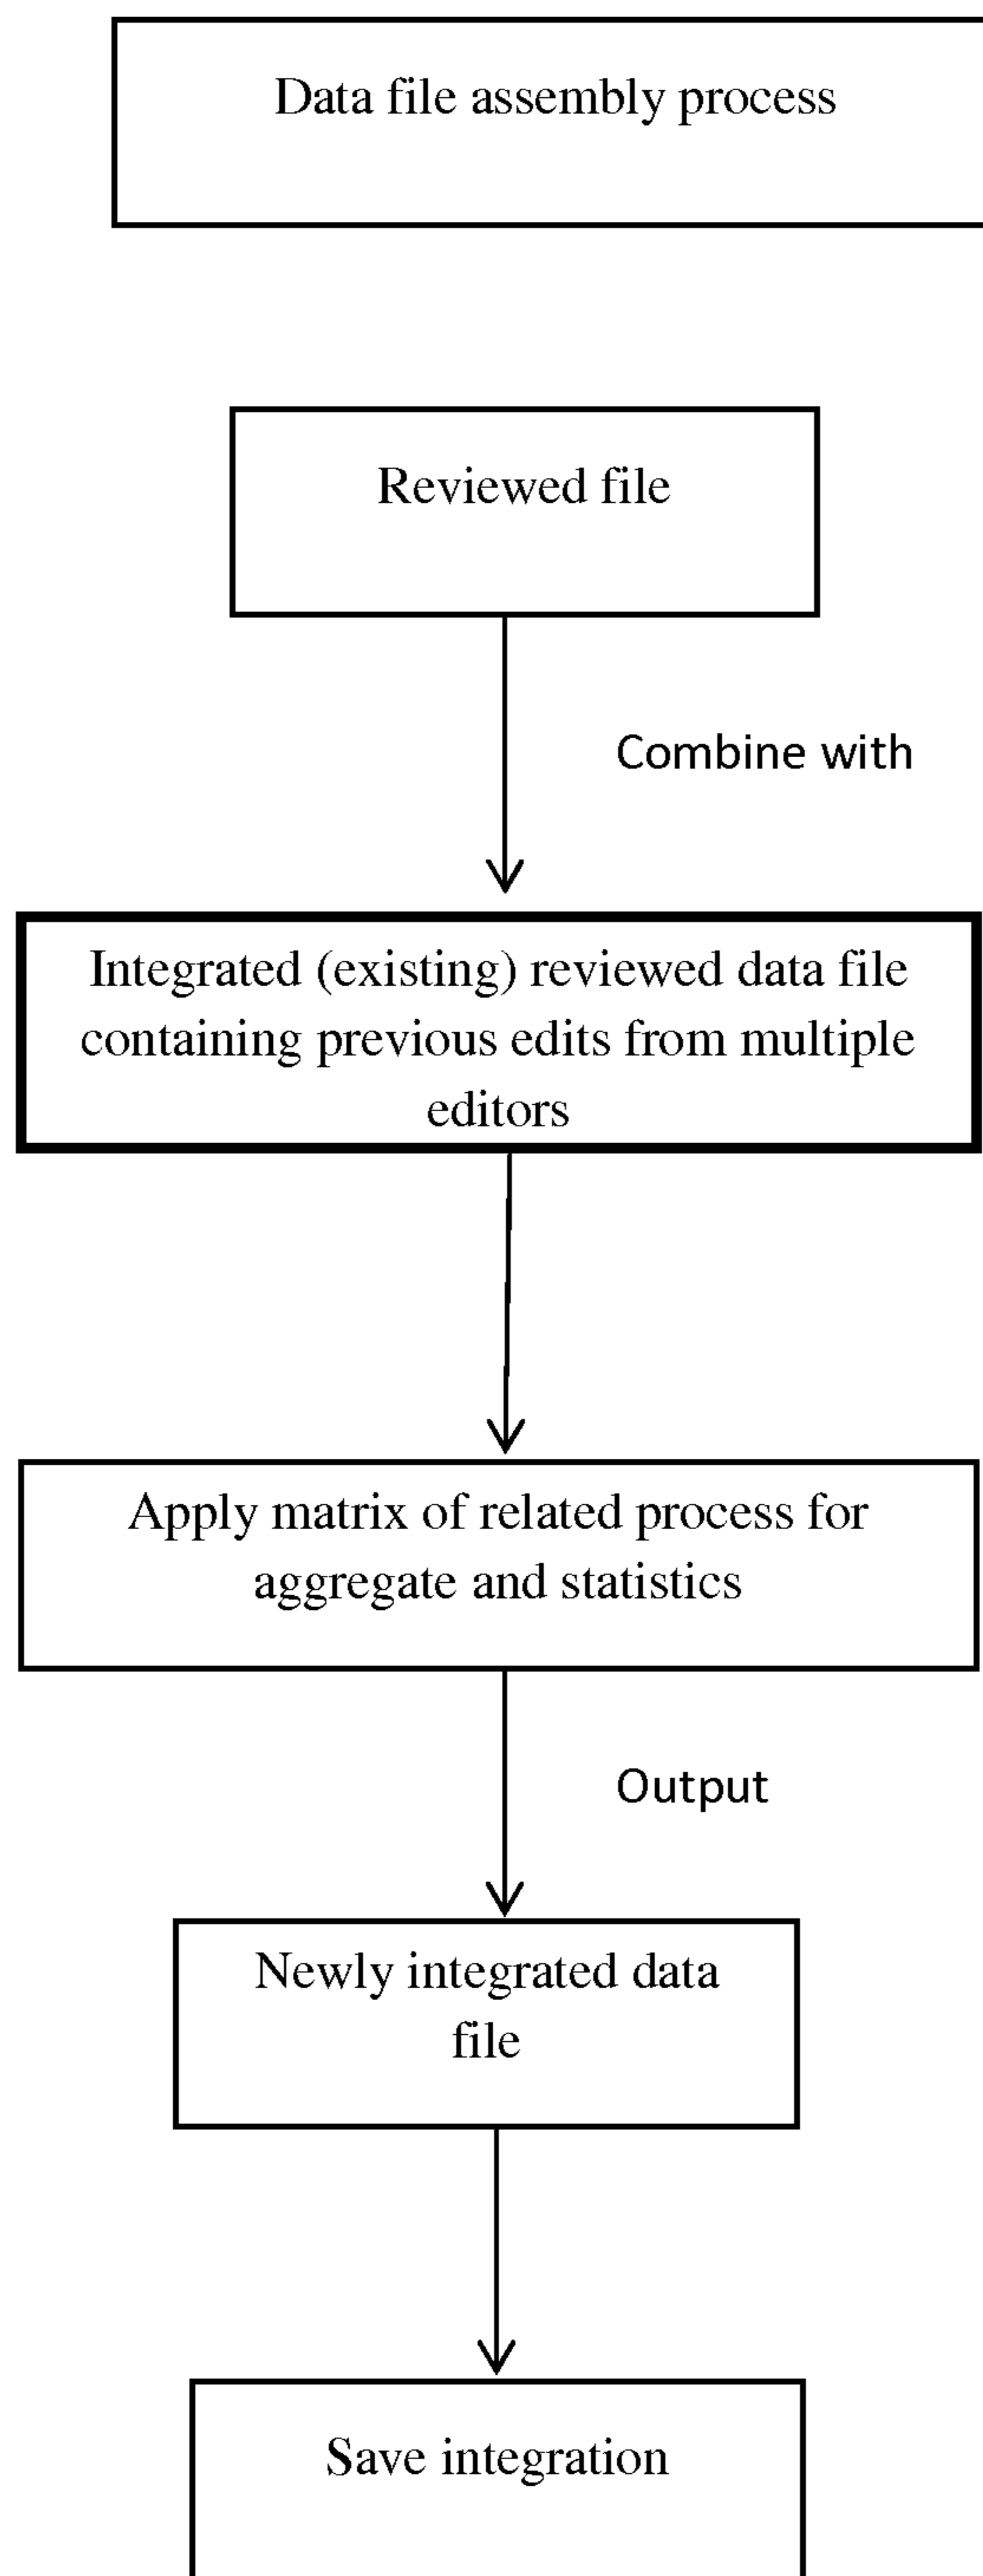 Data file assembly process
Reviewed file
Combine with
Integrated (existing) reviewed data file
containing previous edits from multiple
editors
Apply matrix of related process for
aggregate and statistics
Output
Newly integrated data
file
Save integration